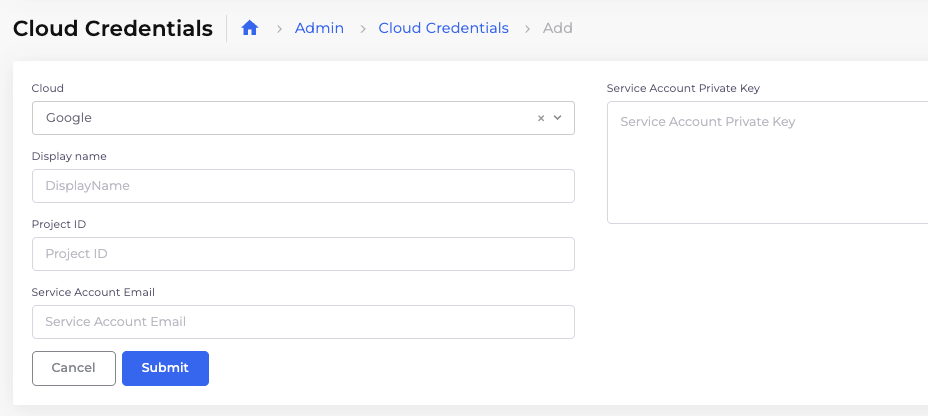 Cloud Credentials > Admin > Cloud Credentials > Add
Cloud
Google × 
Display name
DisplayName
Project ID
Project ID
Service Account Email
Service Account Email
Cancel Submit
Service Account Private Key
Service Account Private Key